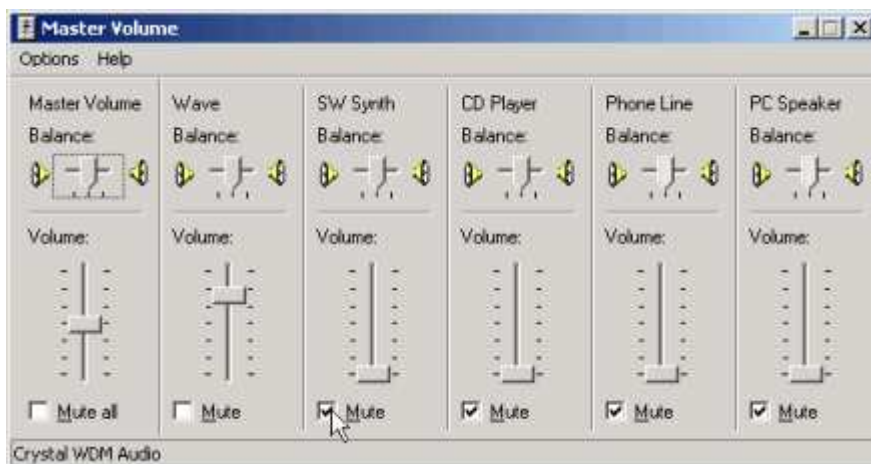 Master Volume
Options Help
Master Volume Wave SW Synth CD Player Phone Line PC Speaker
Balance: Balance: Balance: Balance: Balance: Balance:
Volume: Volume: Volume: Volume: Volume: Volume:
Mute all Mute Mute Mute Mute Mute
Crystal WDM Audio